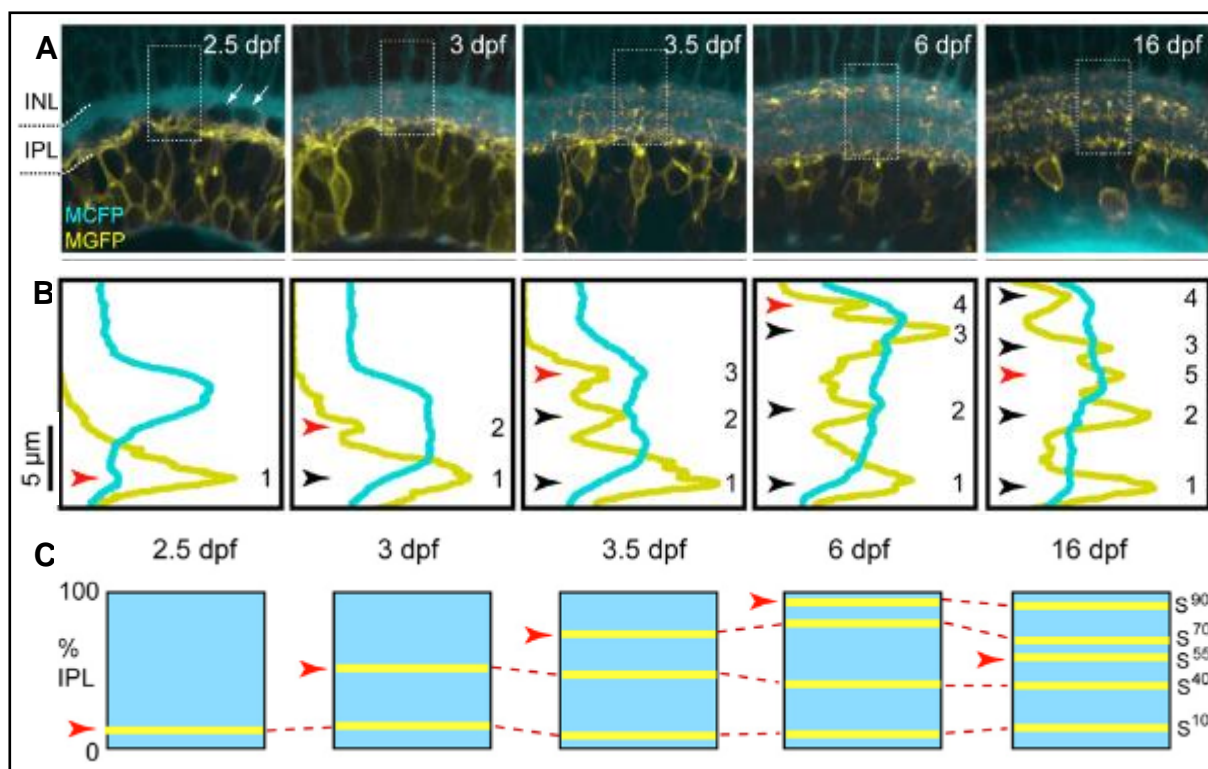 A
2.5 dpf
3 dpf
3.5 dpf
6 dpf
16 dpf
INL
IPL
MCFP
MGFP
B
5 µm
1
2
1
3
2
1
4
3
2
1
4
3
5
2
1
C
2.5 dpf
3 dpf
3.5 dpf
6 dpf
16 dpf
100
% IPL
0
S⁹⁰
S⁷⁰
S⁵⁵
S⁴⁰
S¹⁰